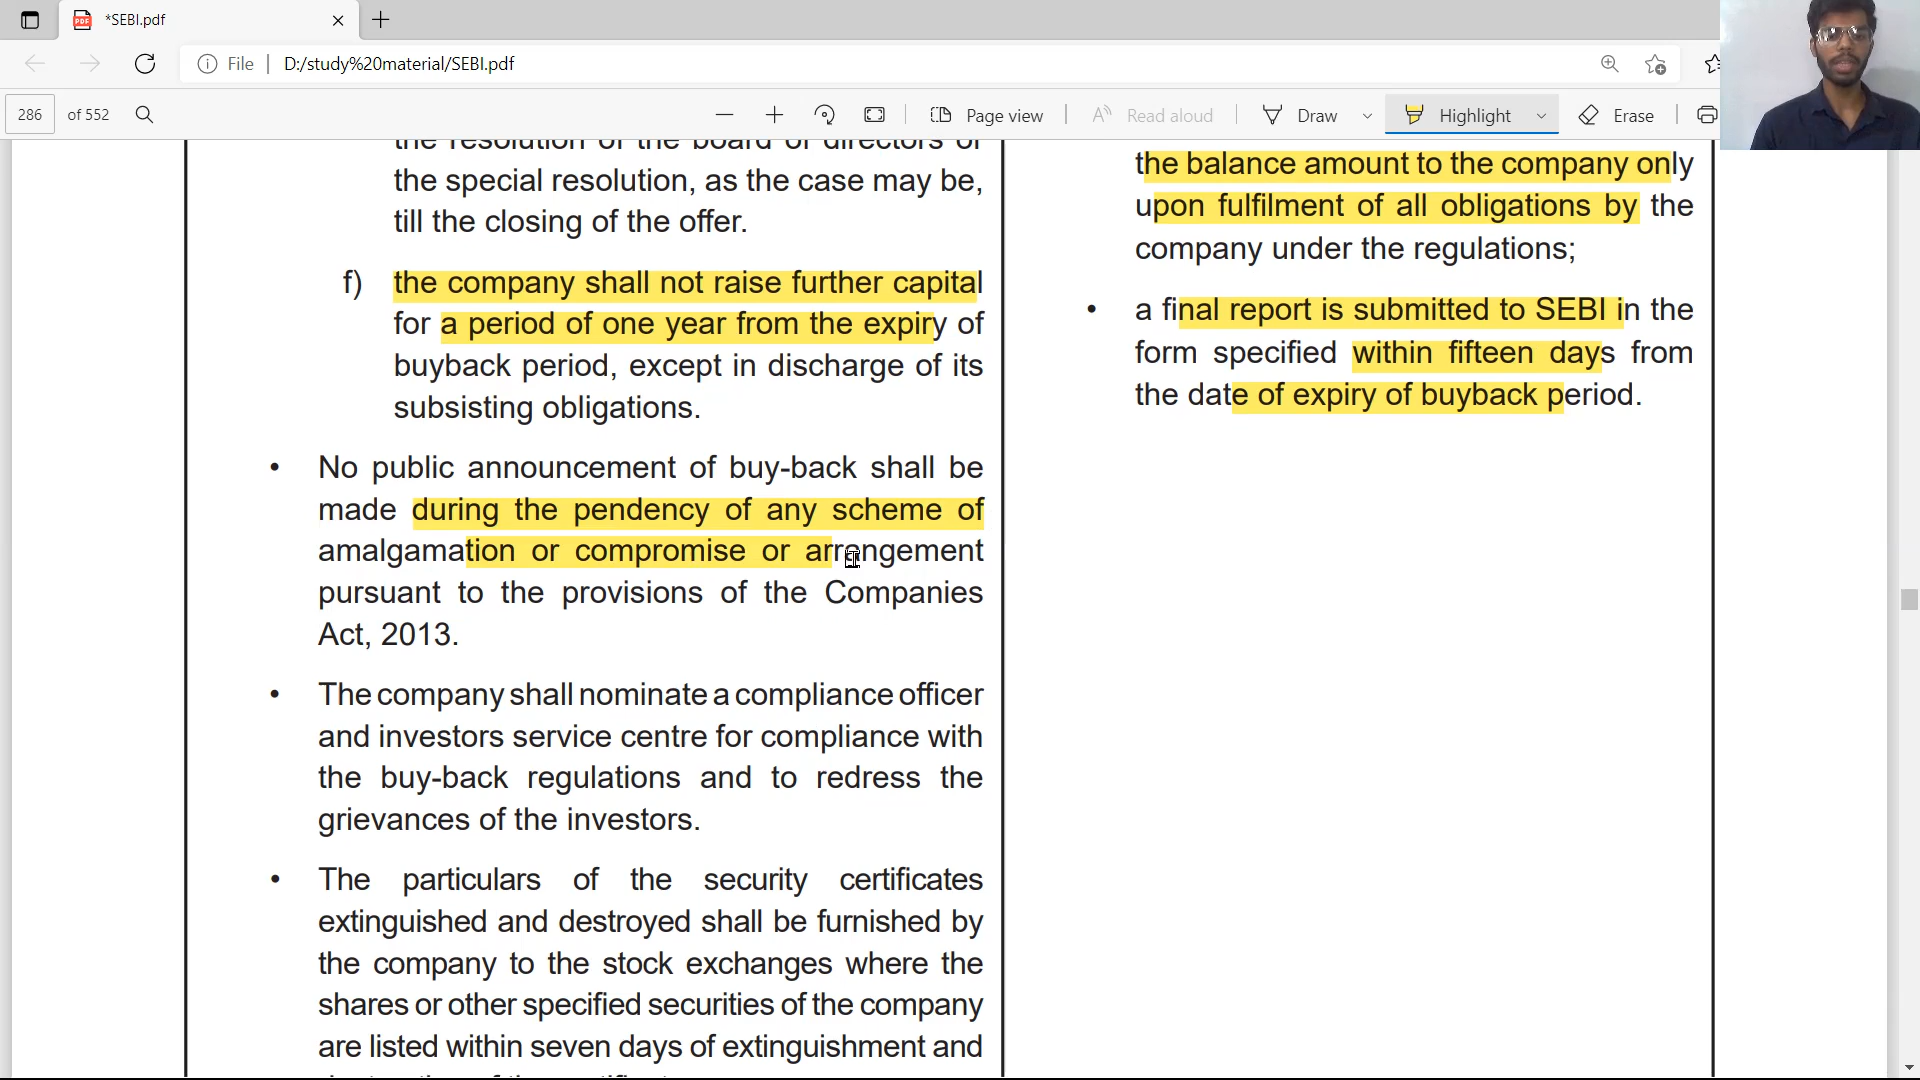 *SEBI.pdf
File
D:/study%20material/SEBI.pdf
286 of 552
Page view
Read aloud
Draw
Highlight
Erase
the resolution of the board of directors or
the special resolution, as the case may be,
till the closing of the offer.
f) the company shall not raise further capital
for a period of one year from the expiry of
buyback period, except in discharge of its
subsisting obligations.
• No public announcement of buy-back shall be
made during the pendency of any scheme of
amalgamation or compromise or arrangement
pursuant to the provisions of the Companies
Act, 2013.
• The company shall nominate a compliance officer
and investors service centre for compliance with
the buy-back regulations and to redress the
grievances of the investors.
• The particulars of the security certificates
extinguished and destroyed shall be furnished by
the company to the stock exchanges where the
shares or other specified securities of the company
are listed within seven days of extinguishment and
the balance amount to the company only
upon fulfilment of all obligations by the
company under the regulations;
• a final report is submitted to SEBI in the
form specified within fifteen days from
the date of expiry of buyback period.